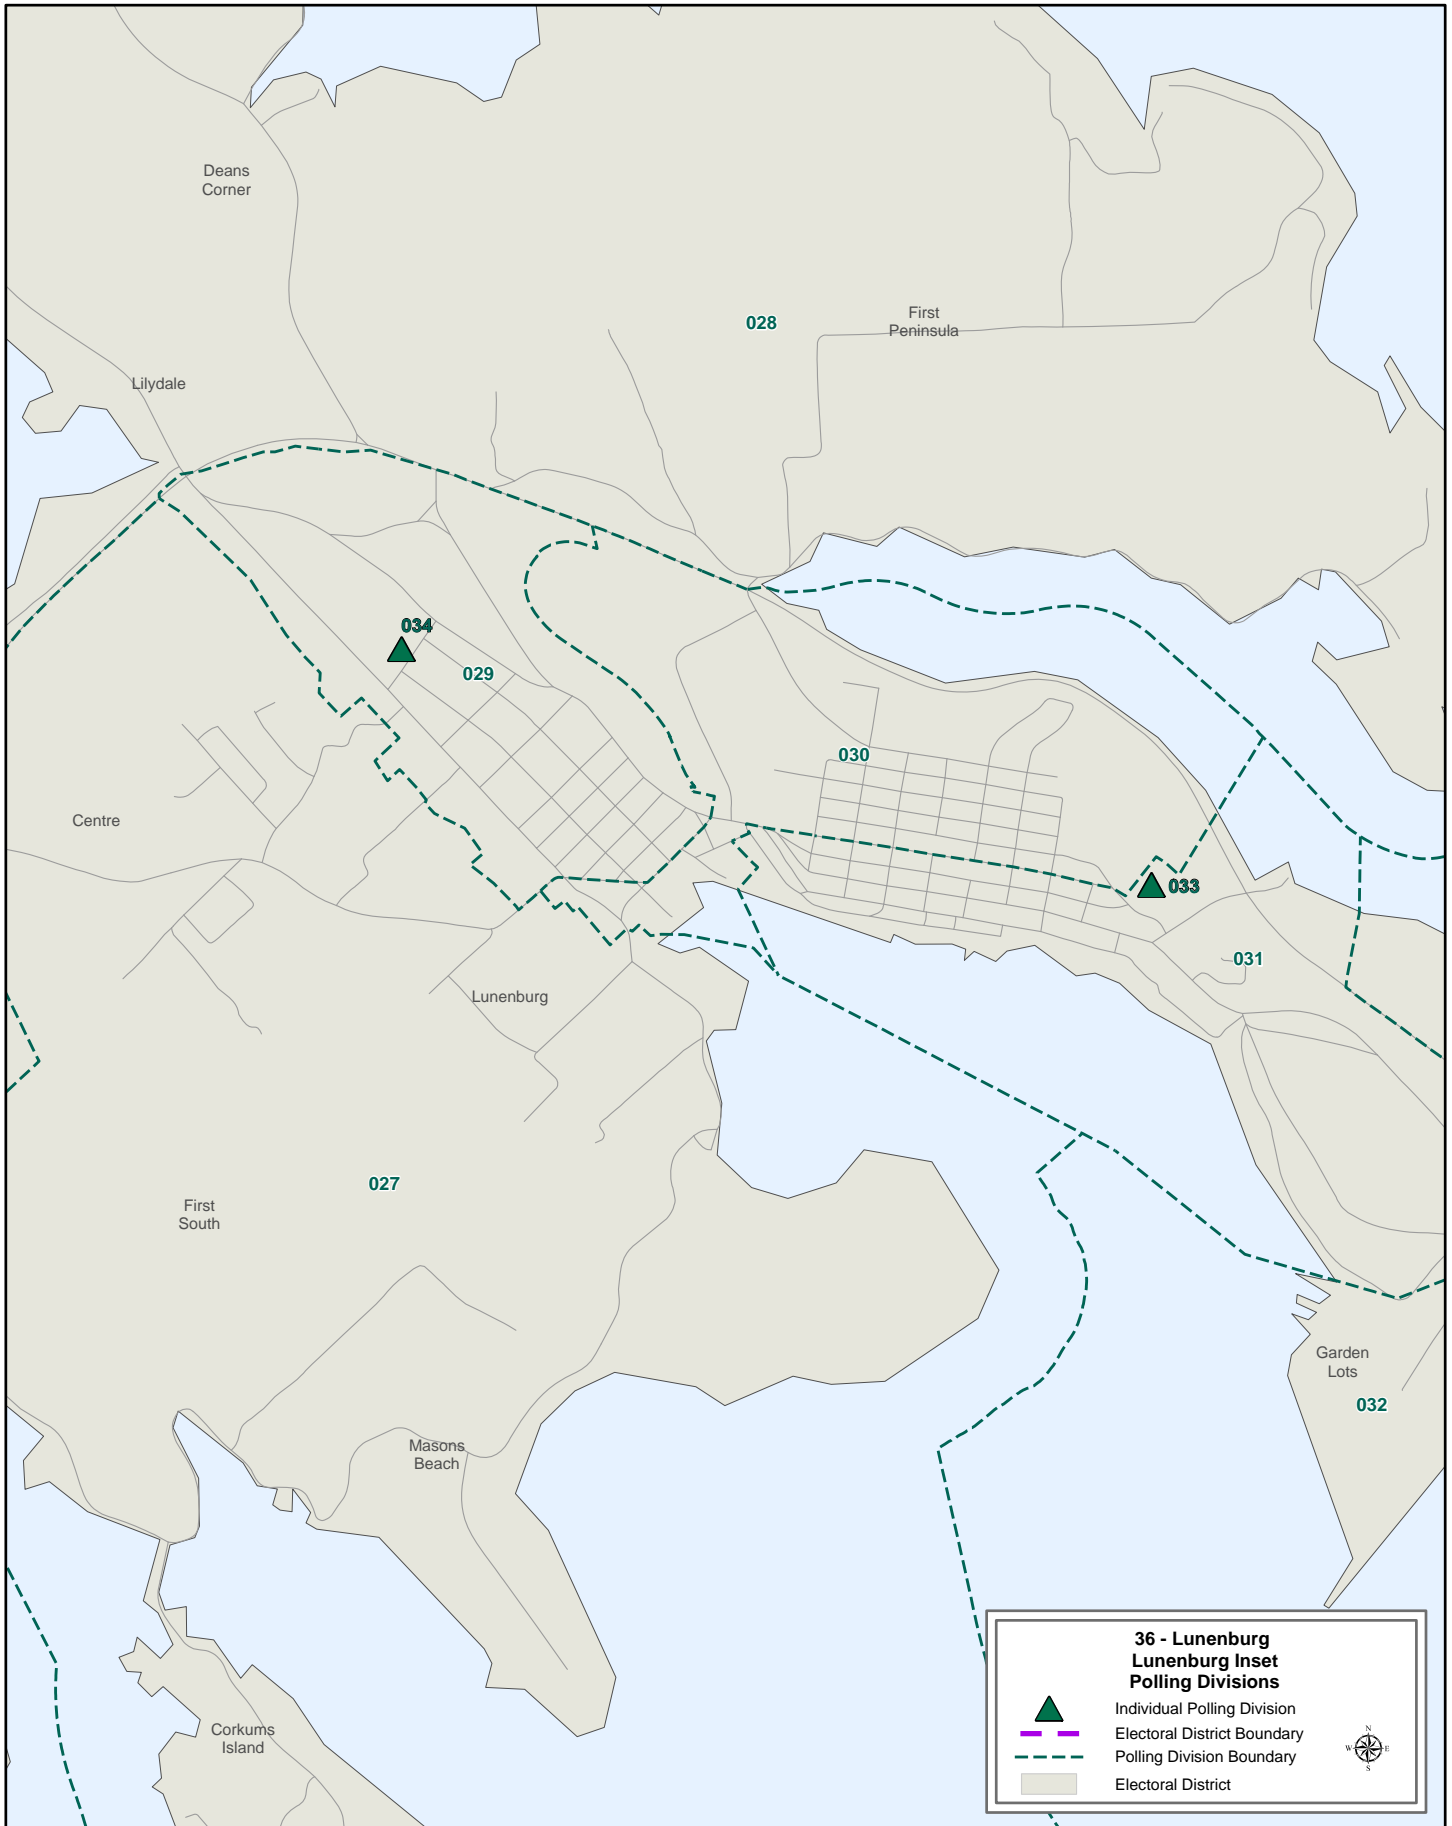 Deans
Corner
028
First
Peninsula
Lilydale
034
029
030
Centre
033
031
Lunenburg
027
First
South
Garden
Lots
032
Masons
Beach
Corkums
Island
36 - Lunenburg
Lunenburg Inset
Polling Divisions
Individual Polling Division
Electoral District Boundary
Polling Division Boundary
Electoral District
N
W E
S